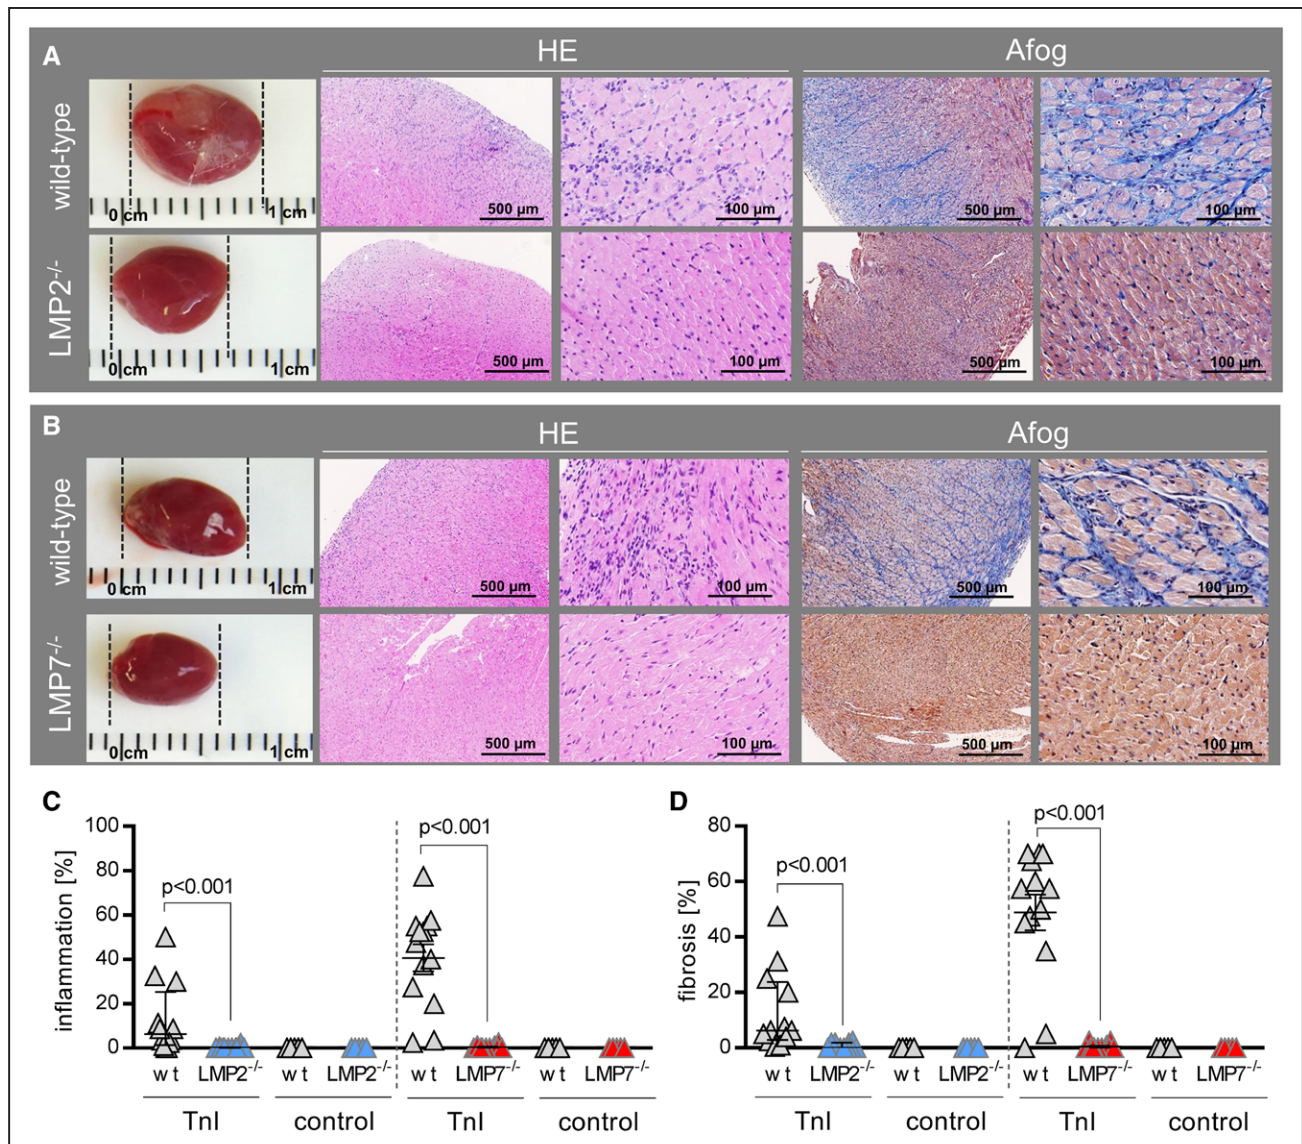 A
HE
Afog
wild-type
0 cm 1 cm
500 µm
100 µm
500 µm
100 µm
LMP2-/-
0 cm 1 cm
500 µm
100 µm
500 µm
100 µm
B
HE
Afog
wild-type
0 cm 1 cm
500 µm
100 µm
500 µm
100 µm
LMP7-/-
0 cm 1 cm
500 µm
100 µm
500 µm
100 µm
C
inflammation [%]
100
80
60
40
20
0
p<0.001
p<0.001
wt LMP2-/- wt LMP2-/- wt LMP7-/- wt LMP7-/-
TnI control TnI control
D
fibrosis [%]
80
60
40
20
0
p<0.001
p<0.001
wt LMP2-/- wt LMP2-/- wt LMP7-/- wt LMP7-/-
TnI control TnI control